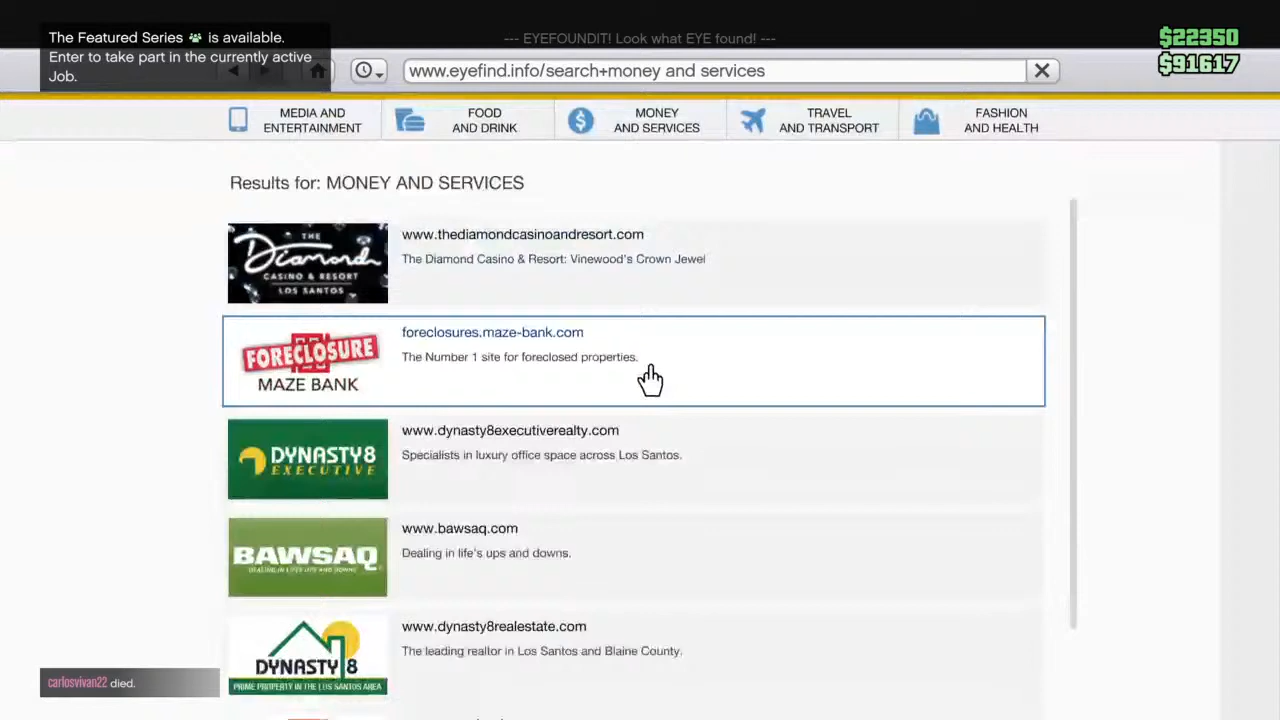 The Featured Series is available.
Enter to take part in the currently active
Job.
--- EYEFOUNDIT! Look what EYE found! ---
$22350
$91617
www.eyefind.info/search+money and services
MEDIA AND
ENTERTAINMENT
FOOD
AND DRINK
MONEY
AND SERVICES
TRAVEL
AND TRANSPORT
FASHION
AND HEALTH
Results for: MONEY AND SERVICES
THE
Diamond
CASINO & RESORT
LOS SANTOS
www.thediamondcasinoandresort.com
The Diamond Casino & Resort: Vinewood's Crown Jewel
FORECLOSURE
MAZE BANK
foreclosures.maze-bank.com
The Number 1 site for foreclosed properties.
DYNASTY8
EXECUTIVE
www.dynasty8executiverealty.com
Specialists in luxury office space across Los Santos.
BAWSAQ
DEALING IN LIFE'S UPS AND DOWNS
www.bawsaq.com
Dealing in life's ups and downs.
DYNASTY 8
PRIME PROPERTY IN THE LOS SANTOS AREA
www.dynasty8realestate.com
The leading realtor in Los Santos and Blaine County.
carlosvivan22 died.